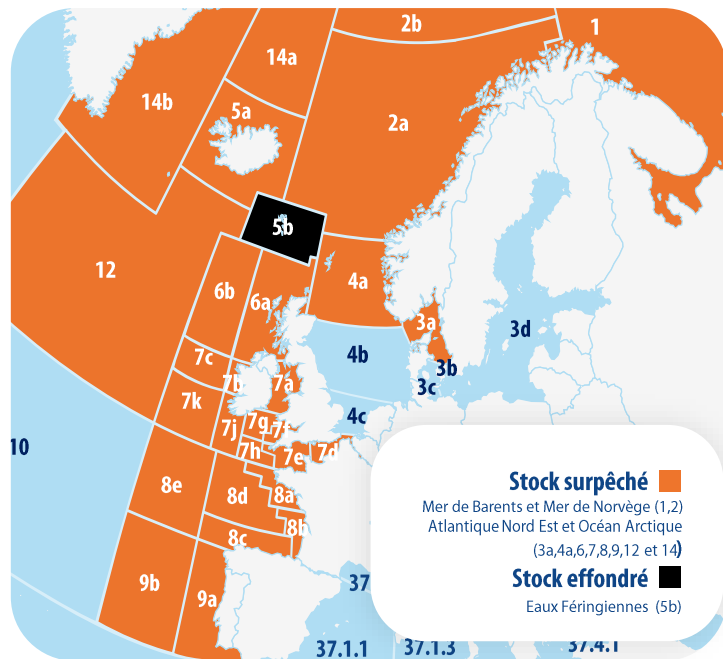 2b
1
14a
14b
5a
2a
5b
12
6b
6a
4a
3a
3d
7c
4b
3b
7b
7a
3c
7k
4c
7j
7g
7f
10
7h
7e
7d
8e
8d
8a
8b
8c
9b
9a
37
37.1.1
37.1.3
37.4.1
Stock surpêché
Mer de Barents et Mer de Norvège (1,2)
Atlantique Nord Est et Océan Arctique
(3a,4a,6,7,8,9,12 et 14)
Stock effondré
Eaux Féringiennes (5b)